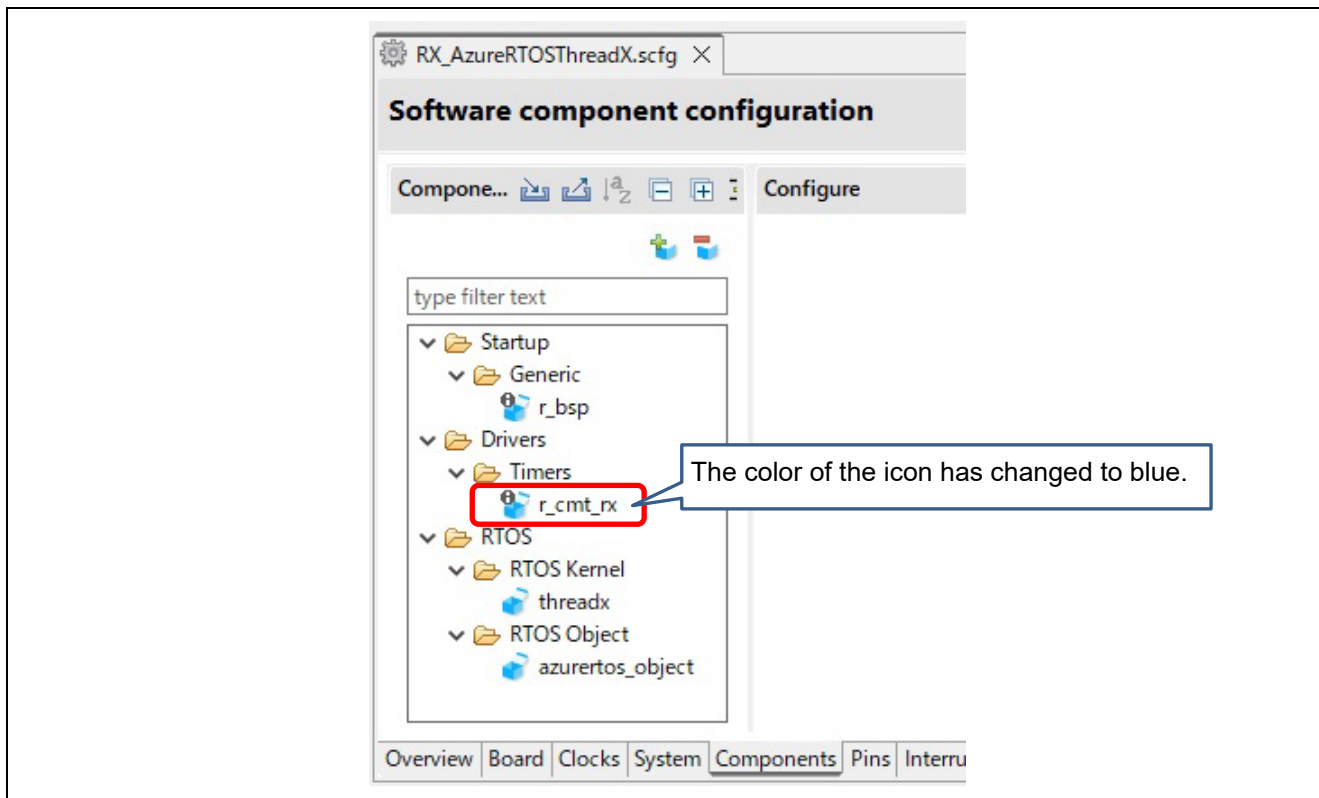 RX_AzureRTOSThreadX.scfg
Software component configuration
Compone... Configure
type filter text
Startup
Generic
r_bsp
Drivers
Timers
The color of the icon has changed to blue.
r_cmt_rx
RTOS
RTOS Kernel
threadx
RTOS Object
azurertos_object
Overview Board Clocks System Components Pins Interru